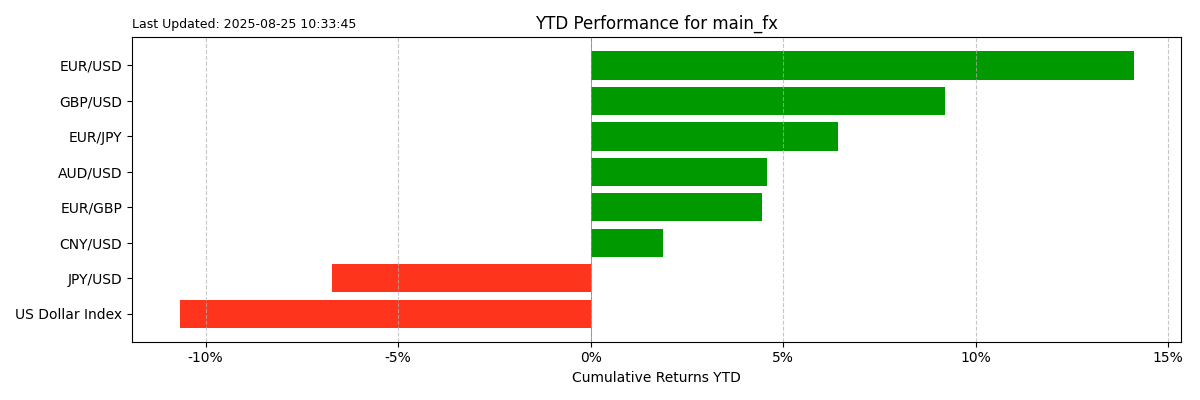 Last Updated: 2025-08-25 10:33:45
YTD Performance for main_fx
EUR/USD
GBP/USD
EUR/JPY
AUD/USD
EUR/GBP
CNY/USD
JPY/USD
US Dollar Index
-10%
-5%
0%
5%
10%
15%
Cumulative Returns YTD